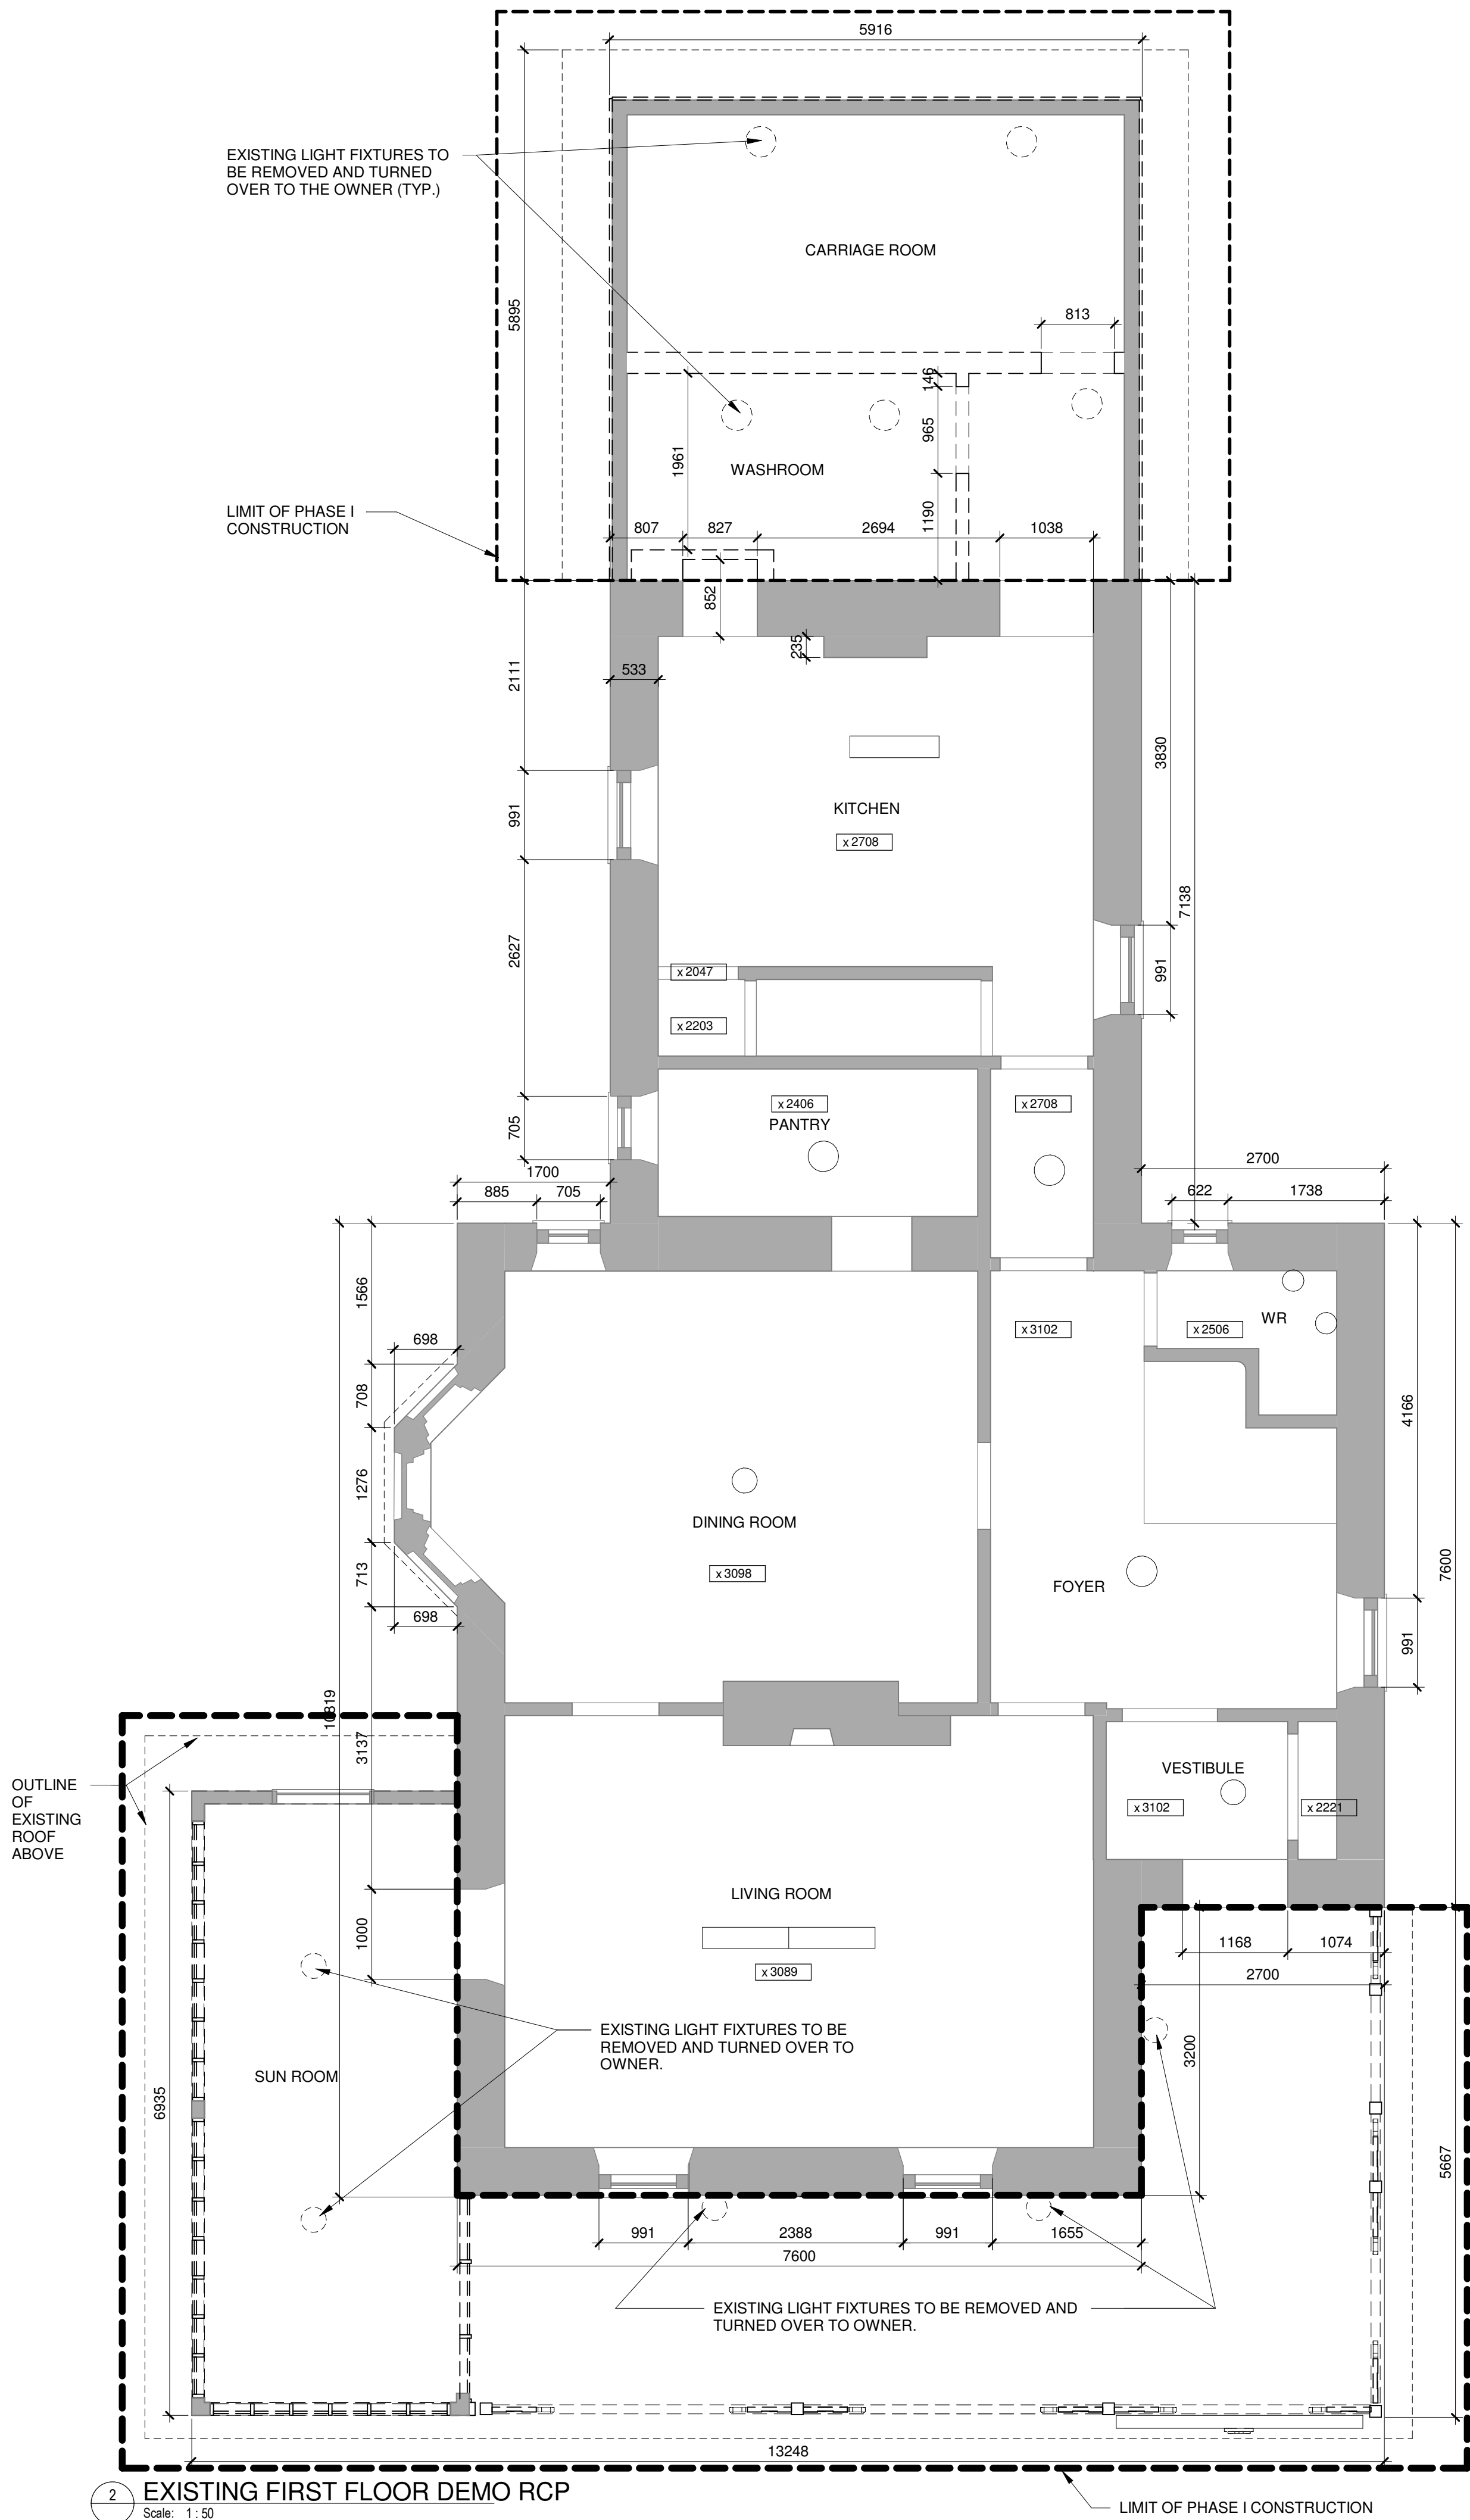 5916
EXISTING LIGHT FIXTURES TO
BE REMOVED AND TURNED
OVER TO THE OWNER (TYP.)
CARRIAGE ROOM
5895
813
146
965
1961
WASHROOM
1190
LIMIT OF PHASE I
CONSTRUCTION
807
827
2694
1038
852
235
2111
533
3830
991
KITCHEN
x 2708
7138
2627
x 2047
991
x 2203
x 2406
x 2708
PANTRY
705
1700
2700
885
705
622
1738
1566
WR
x 3102
x 2506
698
708
4166
1276
DINING ROOM
7600
x 3098
FOYER
713
698
991
10819
3137
OUTLINE
OF
EXISTING
ROOF
ABOVE
VESTIBULE
x 3102
x 2221
LIVING ROOM
1000
1168
1074
x 3089
2700
EXISTING LIGHT FIXTURES TO BE
REMOVED AND TURNED OVER TO
OWNER.
3200
SUN ROOM
6935
5667
991
2388
991
1655
7600
EXISTING LIGHT FIXTURES TO BE REMOVED AND
TURNED OVER TO OWNER.
13248
2
EXISTING FIRST FLOOR DEMO RCP
Scale: 1 : 50
LIMIT OF PHASE I CONSTRUCTION